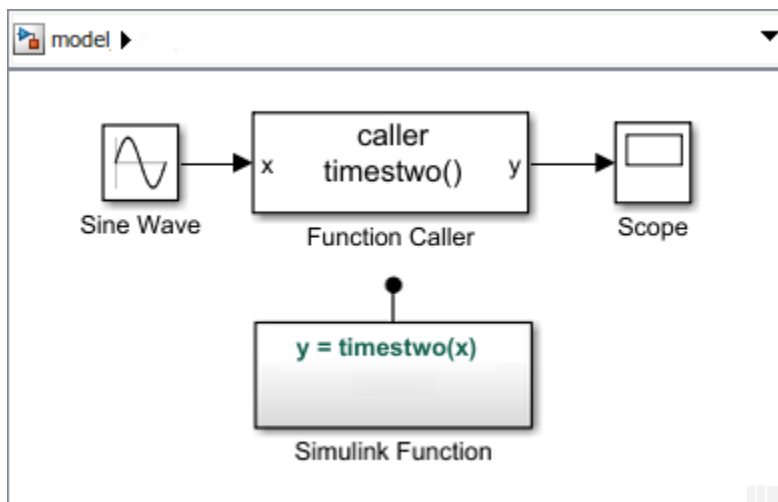 model
caller
timestwo()
x
y
Sine Wave
Function Caller
Scope
y = timestwo(x)
Simulink Function